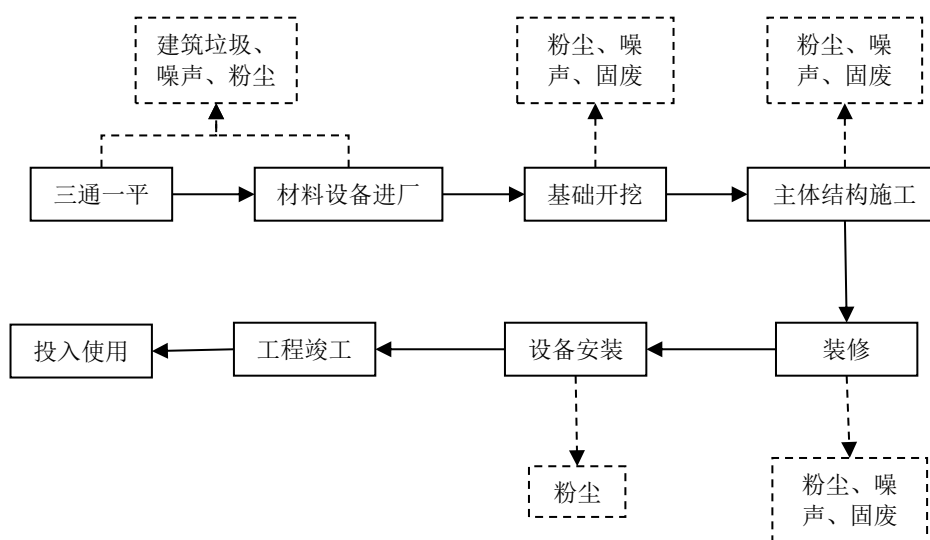 建筑垃圾、
噪声、粉尘
粉尘、噪
声、固废
粉尘、噪
声、固废
三通一平
材料设备进厂
基础开挖
主体结构施工
投入使用
工程竣工
设备安装
装修
粉尘
粉尘、噪
声、固废